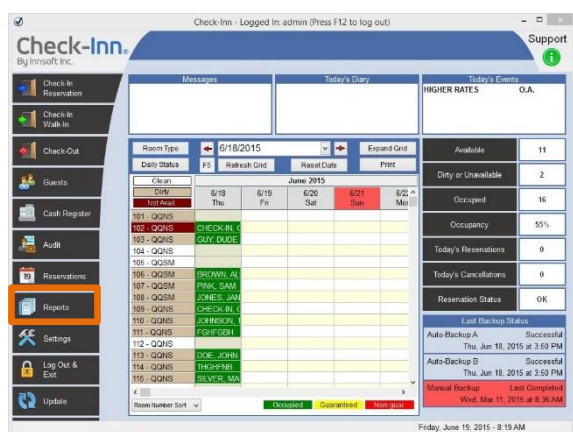 Check-Inn - Logged In: admin (Press F12 to log out)
Check-Inn.
By Innsoft Inc.
Support
Check-In
Reservation
Check-In
Walk-In
Check-Out
Guests
Cash Register
Audit
19
Reservations
Reports
Settings
Log Out &
Exit
Update
Messages
Today's Diary
Today's Events
HIGHER RATES O.A.
Room Type 6/18/2015 Expand Grid
Daily Status F5 Refresh Grid Reset Date Print
Clean June 2015
Dirty 6/18 6/19 6/20 6/21 6/22
Not Avail. Thu Fri Sat Sun Mo
101 - QQNS
102 - QQNS CHECK-IN, C
103 - QQNS GUY, DUDE
104 - QQNS
105 - QQSM
106 - QQSM BROWN, AL
107 - QQSM PINK, SAM
108 - QQSM JONES, JAN
109 - QQNS CHECK-IN, C
110 - QQNS JOHNSON, T
111 - QQNS FGHFGBH
112 - QQNS
113 - QQNS DOE, JOHN
114 - QQNS THGHFNB
115 - QQNS SILVER, MA
Room Number Sort Occupied Guaranteed Non-guar.
Available 11
Dirty or Unavailable 2
Occupied 16
Occupancy 55%
Today's Reservations 0
Today's Cancellations 0
Reservation Status OK
Last Backup Status
Auto-Backup A Successful
Thu, Jun 18, 2015 at 3:50 PM
Auto-Backup B Successful
Thu, Jun 18, 2015 at 3:50 PM
Manual Backup Last Completed
Wed, Mar 11, 2015 at 8:36 AM
Friday, June 19, 2015 - 8:19 AM